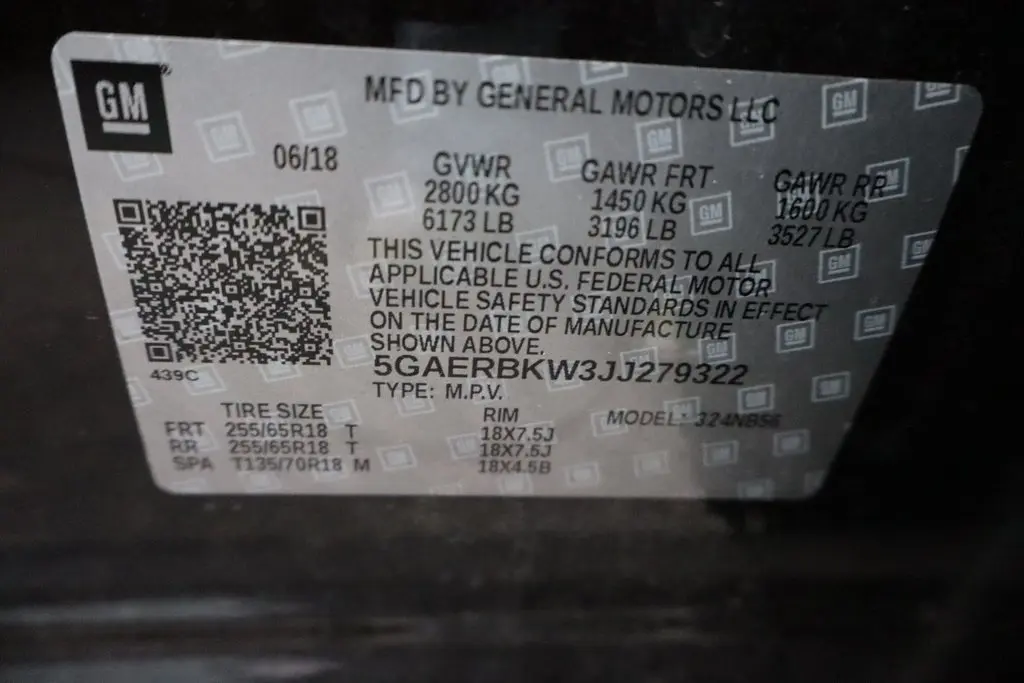 GM
MFD BY GENERAL MOTORS LLC
06/18
GVWR GAWR FRT GAWR RR
2800 KG 1450 KG 1600 KG
6173 LB 3196 LB 3527 LB
THIS VEHICLE CONFORMS TO ALL
APPLICABLE U.S. FEDERAL MOTOR
VEHICLE SAFETY STANDARDS IN EFFECT
ON THE DATE OF MANUFACTURE
SHOWN ABOVE.
5GAERBKW3JJ279322
439C
TYPE: M.P.V.
TIRE SIZE RIM MODEL: 324NB56
FRT 255/65R18 T 18X7.5J
RR 255/65R18 T 18X7.5J
SPA T135/70R18 M 18X4.5B